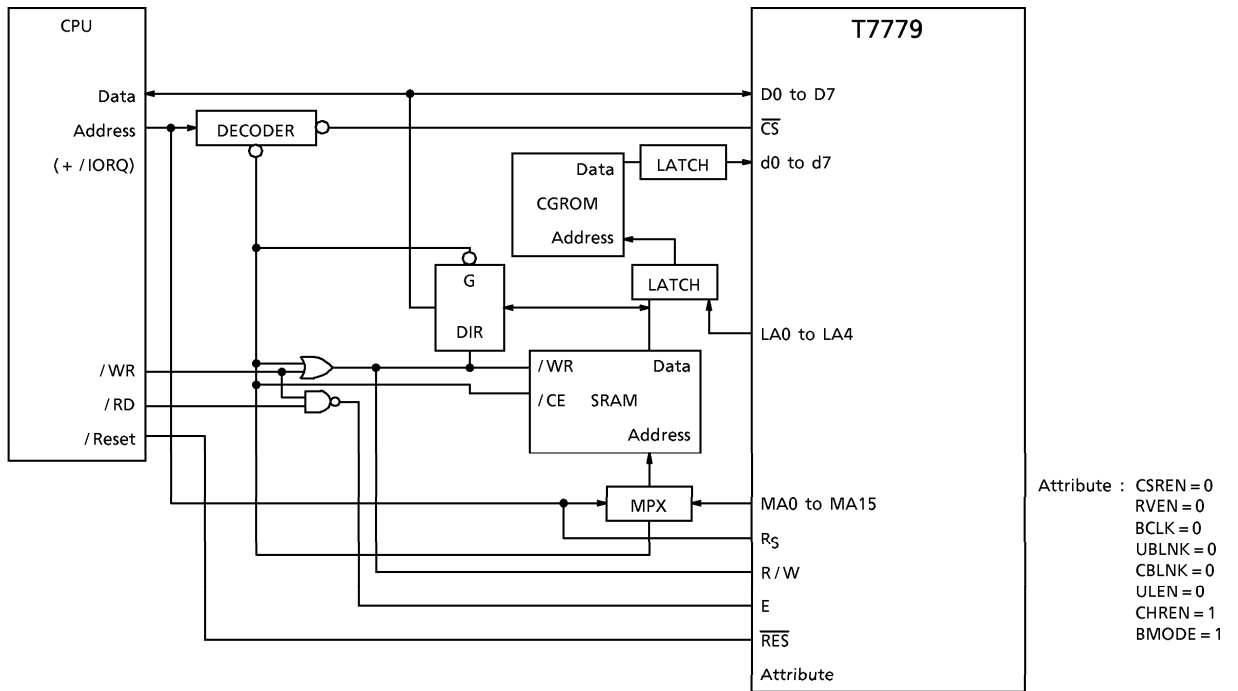 CPU
T7779
Data
D0 to D7
Address
DECODER
CS
(+ /IORQ)
Data
LATCH
d0 to d7
CGROM
Address
G
LATCH
DIR
LA0 to LA4
/WR
/WR
Data
/RD
/CE
SRAM
/Reset
Address
MPX
MA0 to MA15
RS
R/W
E
RES
Attribute
Attribute : CSREN = 0
RVEN = 0
BCLK = 0
UBLNK = 0
CBLNK = 0
ULEN = 0
CHREN = 1
BMODE = 1